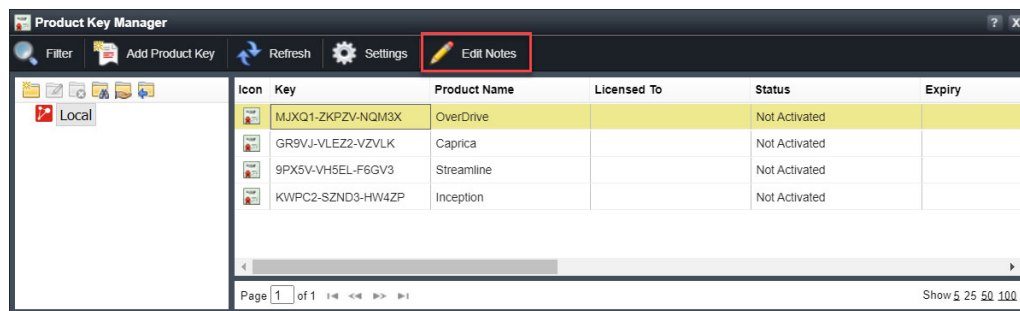 Product Key Manager ? X
Filter Add Product Key Refresh Settings Edit Notes
Local
Icon Key Product Name Licensed To Status Expiry
MJXQ1-ZKPZV-NQM3X OverDrive Not Activated
GR9VJ-VLEZ2-VZVLK Caprica Not Activated
9PX5V-VH5EL-F6GV3 Streamline Not Activated
KWPC2-SZND3-HW4ZP Inception Not Activated
Page 1 of 1 Show 5 25 50 100